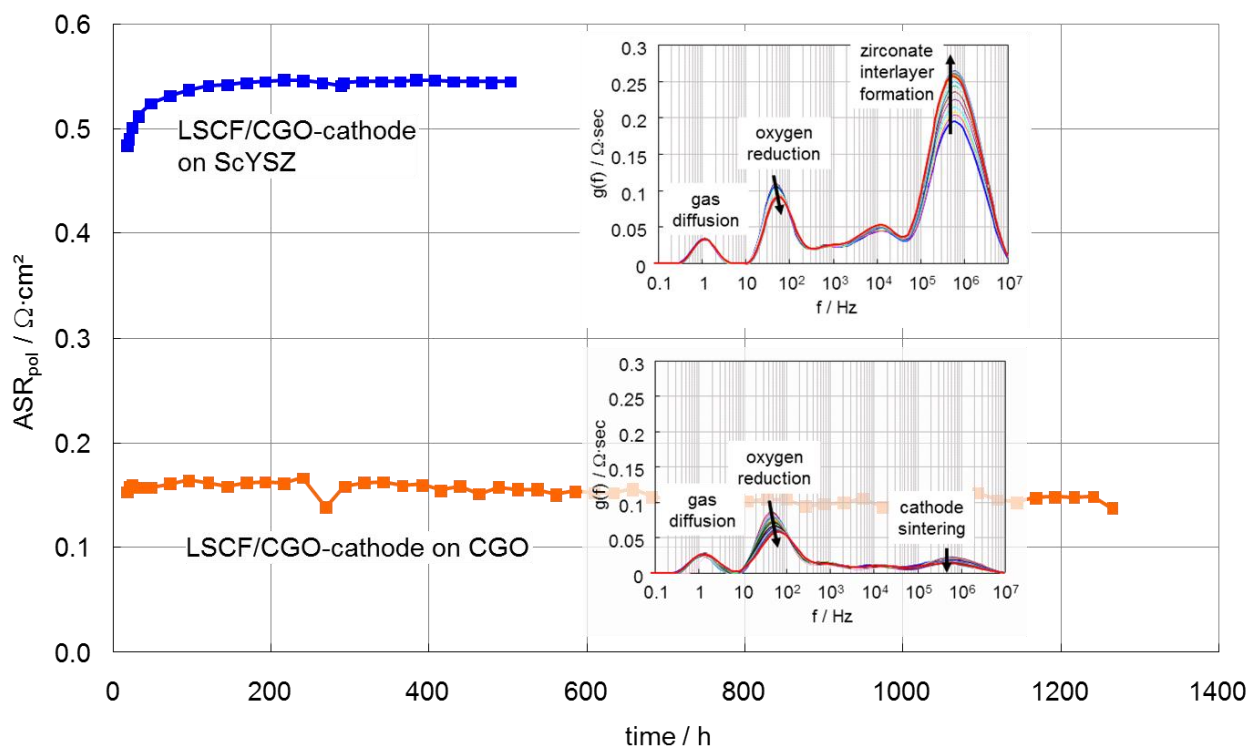 0.6
0.5
0.4
0.3
0.2
0.1
0.0
ASRpol / Ω·cm²
0
200
400
600
800
1000
1200
1400
time / h
LSCF/CGO-cathode
on ScYSZ
LSCF/CGO-cathode on CGO
0.3
0.25
0.2
0.15
0.1
0.05
0
g(f) / Ω·sec
gas
diffusion
oxygen
reduction
zirconate
interlayer
formation
0.1 1 10 10² 10³ 10⁴ 10⁵ 10⁶ 10⁷
f / Hz
0.3
0.25
0.2
0.15
0.1
0.05
0
g(f) / Ω·sec
gas
diffusion
oxygen
reduction
cathode
sintering
0.1 1 10 10² 10³ 10⁴ 10⁵ 10⁶ 10⁷
f / Hz